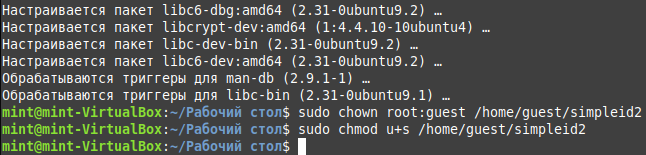 Настраивается пакет libc6-dbg:amd64 (2.31-0ubuntu9.2) …
Настраивается пакет libcrypt-dev:amd64 (1:4.4.10-10ubuntu4) …
Настраивается пакет libc-dev-bin (2.31-0ubuntu9.2) …
Настраивается пакет libc6-dev:amd64 (2.31-0ubuntu9.2) …
Обрабатываются триггеры для man-db (2.9.1-1) …
Обрабатываются триггеры для libc-bin (2.31-0ubuntu9.1) …
mint@mint-VirtualBox:~/Рабочий стол$ sudo chown root:guest /home/guest/simpleid2
mint@mint-VirtualBox:~/Рабочий стол$ sudo chmod u+s /home/guest/simpleid2
mint@mint-VirtualBox:~/Рабочий стол$